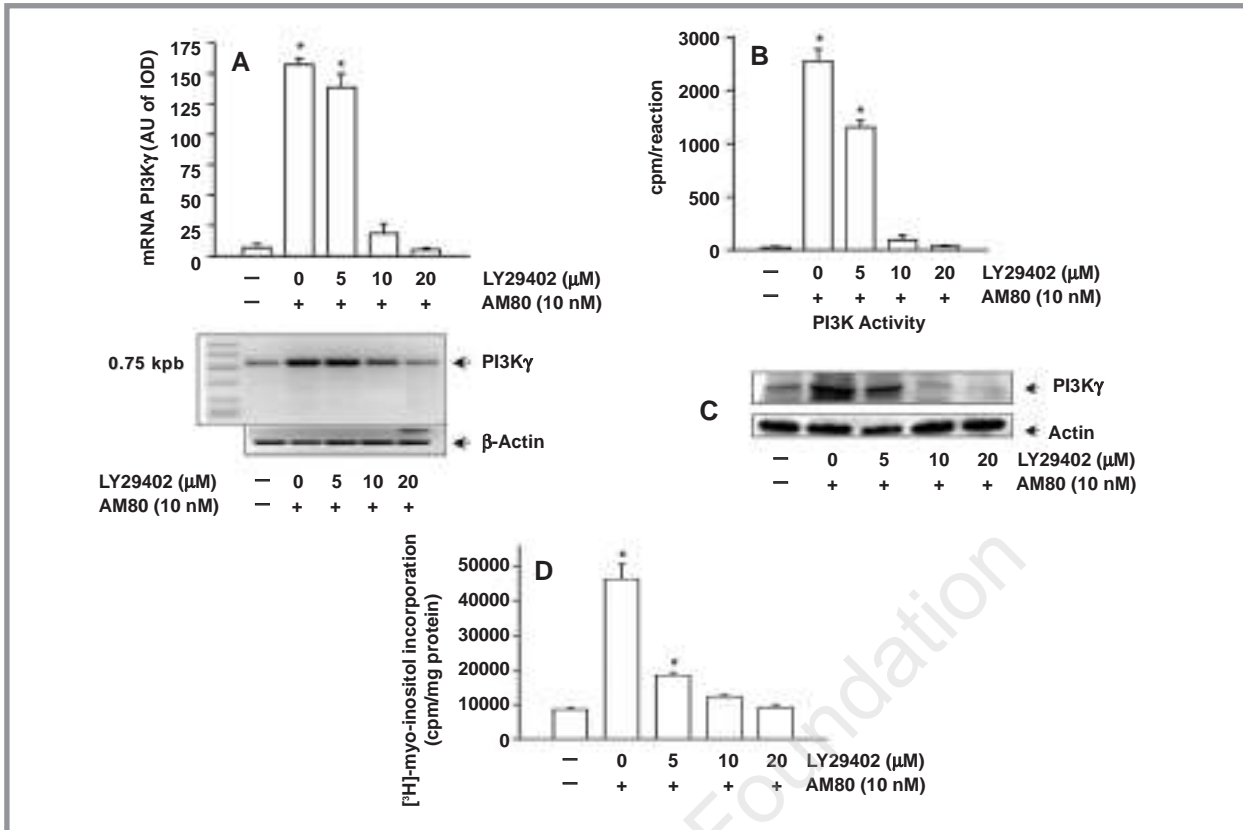 A
mRNA PI3Kγ (AU of IOD)
175
150
125
100
75
50
25
0
*
*
— 0 5 10 20 LY29402 (μM)
— + + + + AM80 (10 nM)
0.75 kpb
PI3Kγ
β-Actin
LY29402 (μM) — 0 5 10 20
AM80 (10 nM) — + + + +
B
cpm/reaction
3000
2000
1000
500
0
*
*
— 0 5 10 20 LY29402 (μM)
— + + + + AM80 (10 nM)
PI3K Activity
C
PI3Kγ
Actin
— 0 5 10 20 LY29402 (μM)
— + + + + AM80 (10 nM)
D
[³H]-myo-inositol incorporation
(cpm/mg protein)
50000
40000
30000
20000
10000
0
*
*
— 0 5 10 20 LY29402 (μM)
— + + + + AM80 (10 nM)
Foundation